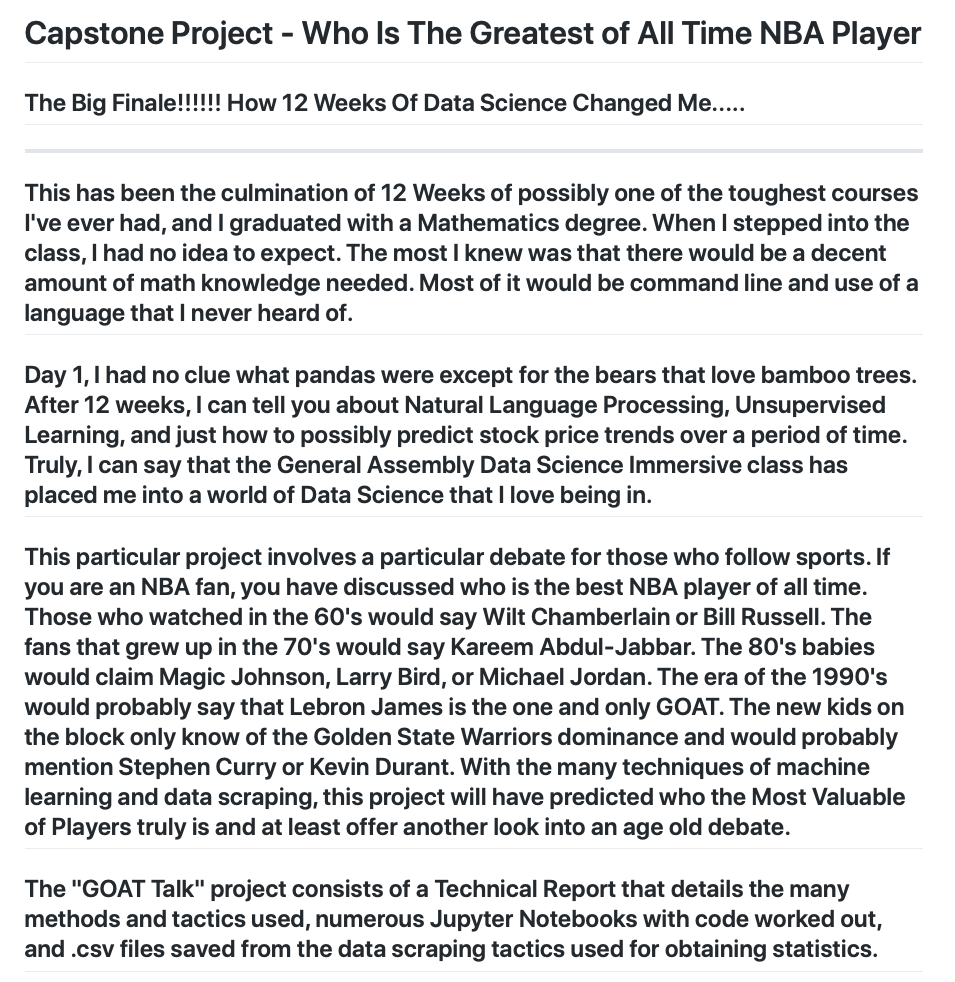 Capstone Project - Who Is The Greatest of All Time NBA Player
The Big Finale!!!!!! How 12 Weeks Of Data Science Changed Me.....
This has been the culmination of 12 Weeks of possibly one of the toughest courses
I've ever had, and I graduated with a Mathematics degree. When I stepped into the
class, I had no idea to expect. The most I knew was that there would be a decent
amount of math knowledge needed. Most of it would be command line and use of a
language that I never heard of.
Day 1, I had no clue what pandas were except for the bears that love bamboo trees.
After 12 weeks, I can tell you about Natural Language Processing, Unsupervised
Learning, and just how to possibly predict stock price trends over a period of time.
Truly, I can say that the General Assembly Data Science Immersive class has
placed me into a world of Data Science that I love being in.
This particular project involves a particular debate for those who follow sports. If
you are an NBA fan, you have discussed who is the best NBA player of all time.
Those who watched in the 60's would say Wilt Chamberlain or Bill Russell. The
fans that grew up in the 70's would say Kareem Abdul-Jabbar. The 80's babies
would claim Magic Johnson, Larry Bird, or Michael Jordan. The era of the 1990's
would probably say that Lebron James is the one and only GOAT. The new kids on
the block only know of the Golden State Warriors dominance and would probably
mention Stephen Curry or Kevin Durant. With the many techniques of machine
learning and data scraping, this project will have predicted who the Most Valuable
of Players truly is and at least offer another look into an age old debate.
The "GOAT Talk" project consists of a Technical Report that details the many
methods and tactics used, numerous Jupyter Notebooks with code worked out,
and .csv files saved from the data scraping tactics used for obtaining statistics.